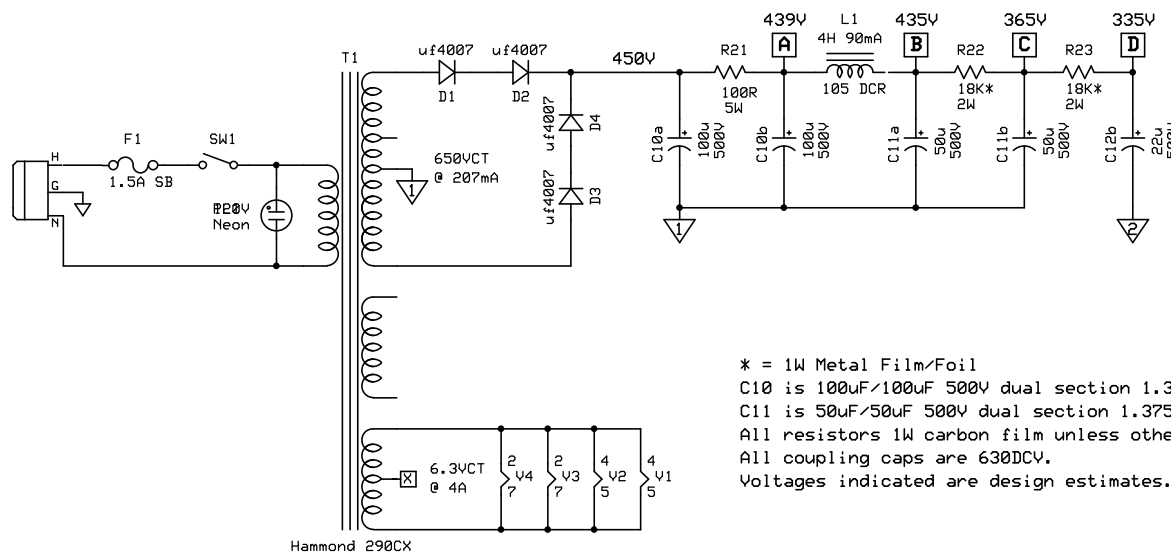 439V
L1
435V
365V
335V
4H 90mA
A
B
R22
C
R23
D
uf4007
uf4007
T1
450V
R21
D1
D2
100R
5W
105 DCR
18K*
2W
18K*
2W
uf4007
D4
C10a
100u
500V
C10b
100u
500V
C11a
50u
500V
C11b
50u
500V
C12b
22u
F1
SW1
H
1.5A SB
G
N
Neon
650VCT
@ 207mA
1
uf4007
D3
1
2
* = 1W Metal Film/Foil
C10 is 100uF/100uF 500V dual section 1.3
C11 is 50uF/50uF 500V dual section 1.375
All resistors 1W carbon film unless othe
All coupling caps are 630DCV.
Voltages indicated are design estimates.
X
6.3VCT
@ 4A
2
V4
7
2
V3
7
4
V2
5
4
V1
5
Hammond 290CX